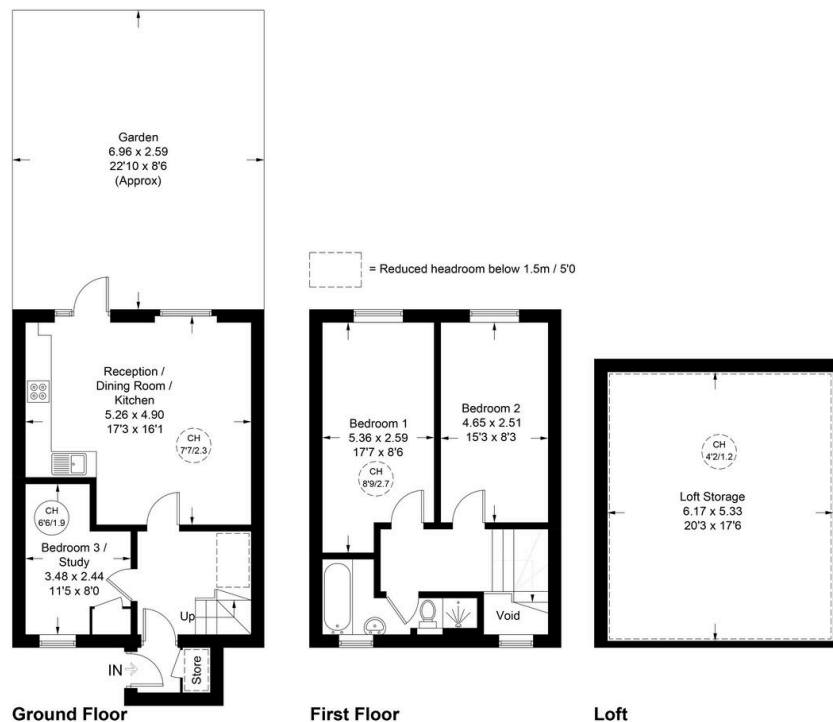 Garden
6.96 x 2.59
22'10 x 8'6
(Approx)
= Reduced headroom below 1.5m / 5'0
Reception /
Dining Room /
Kitchen
5.26 x 4.90
17'3 x 16'1
CH
7'7/2.3
CH
6'6/1.9
Bedroom 3 /
Study
3.48 x 2.44
11'5 x 8'0
Up
IN
Store
Ground Floor
Bedroom 1
5.36 x 2.59
17'7 x 8'6
CH
8'9/2.7
Bedroom 2
4.65 x 2.51
15'3 x 8'3
Void
First Floor
CH
4'2/1.2
Loft Storage
6.17 x 5.33
20'3 x 17'6
Loft